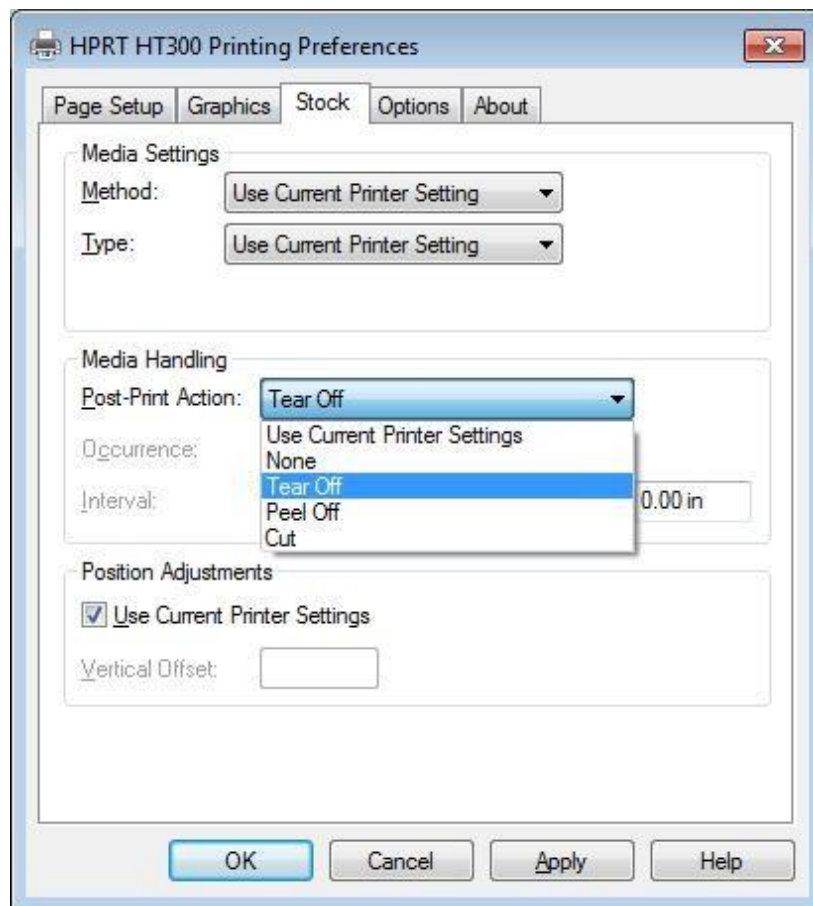 HPRT HT300 Printing Preferences
Page Setup Graphics Stock Options About
Media Settings
Method: Use Current Printer Setting
Type: Use Current Printer Setting
Media Handling
Post-Print Action: Tear Off
Use Current Printer Settings
Occurrence:
None
Tear Off
Interval: 0.00 in
Peel Off
Cut
Position Adjustments
Use Current Printer Settings
Vertical Offset:
OK Cancel Apply Help